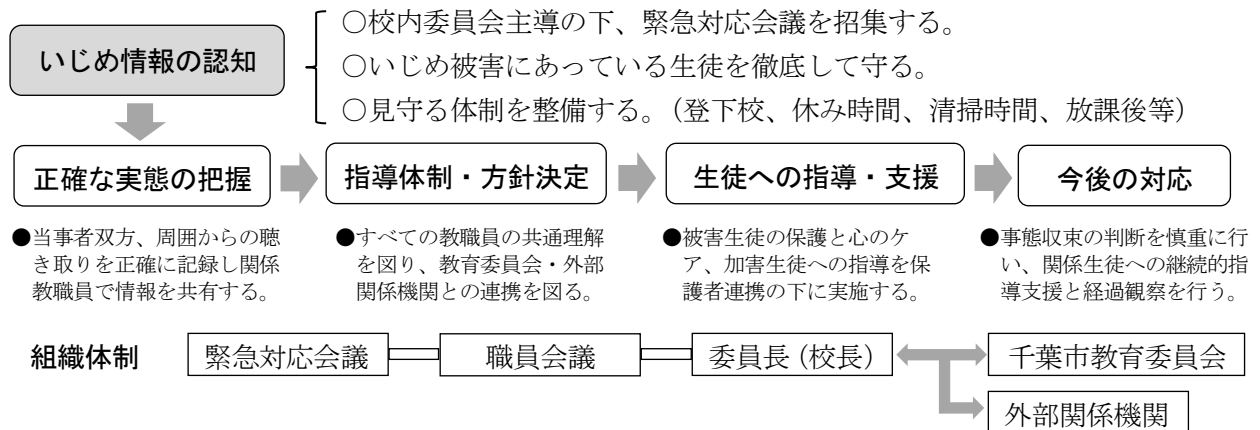 いじめ情報の認知
○校内委員会主導の下、緊急対応会議を招集する。
○いじめ被害にあっている生徒を徹底して守る。
○見守る体制を整備する。（登下校、休み時間、清掃時間、放課後等）
正確な実態の把握
指導体制・方針決定
生徒への指導・支援
今後の対応
●当事者双方、周囲からの聴
き取りを正確に記録し関係
教職員で情報を共有する。
●すべての教職員の共通理解
を図り、教育委員会・外部
関係機関との連携を図る。
●被害生徒の保護と心のケ
ア、加害生徒への指導を保
護者連携の下に実施する。
●事態収束の判断を慎重に行
い、関係生徒への継続的指
導支援と経過観察を行う。
組織体制
緊急対応会議
職員会議
委員長（校長）
千葉市教育委員会
外部関係機関